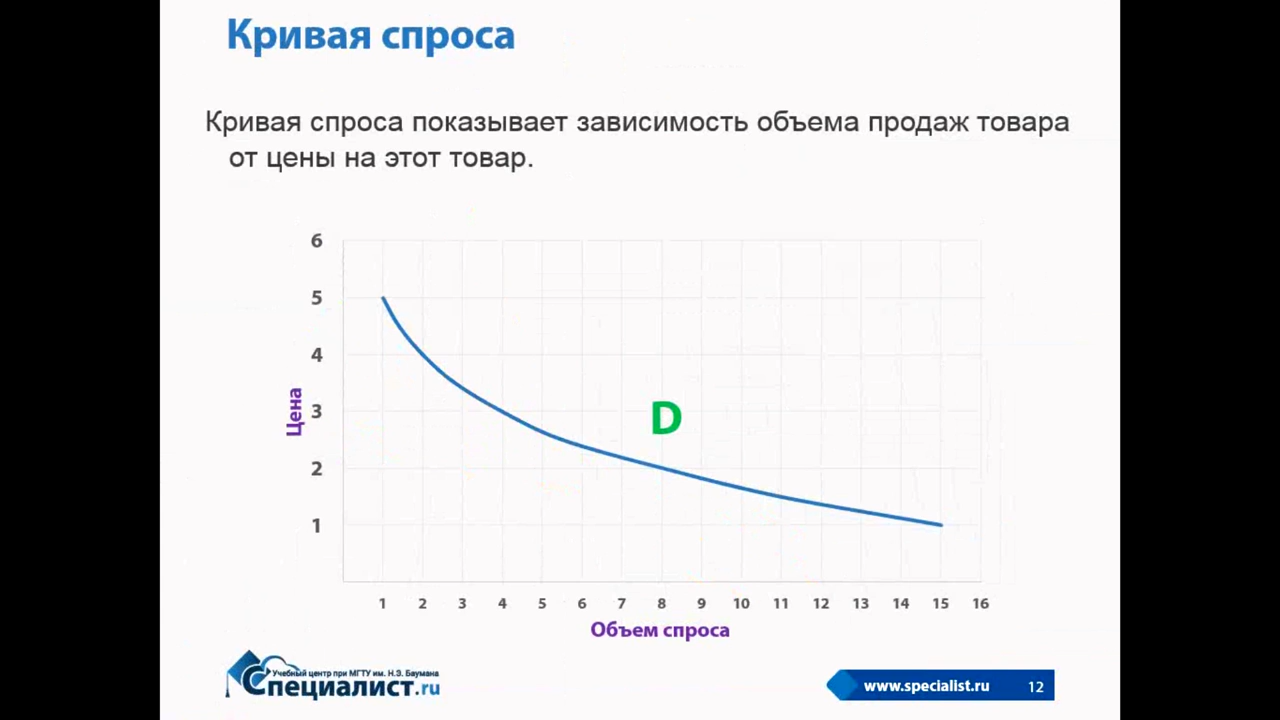 Кривая спроса
Кривая спроса показывает зависимость объема продаж товара
от цены на этот товар.
6
5
4
3
2
1
Цена
D
1 2 3 4 5 6 7 8 9 10 11 12 13 14 15 16
Объем спроса
Учебный центр при МГТУ им. Н.Э. Баумана
Специалист.ru
www.specialist.ru 12